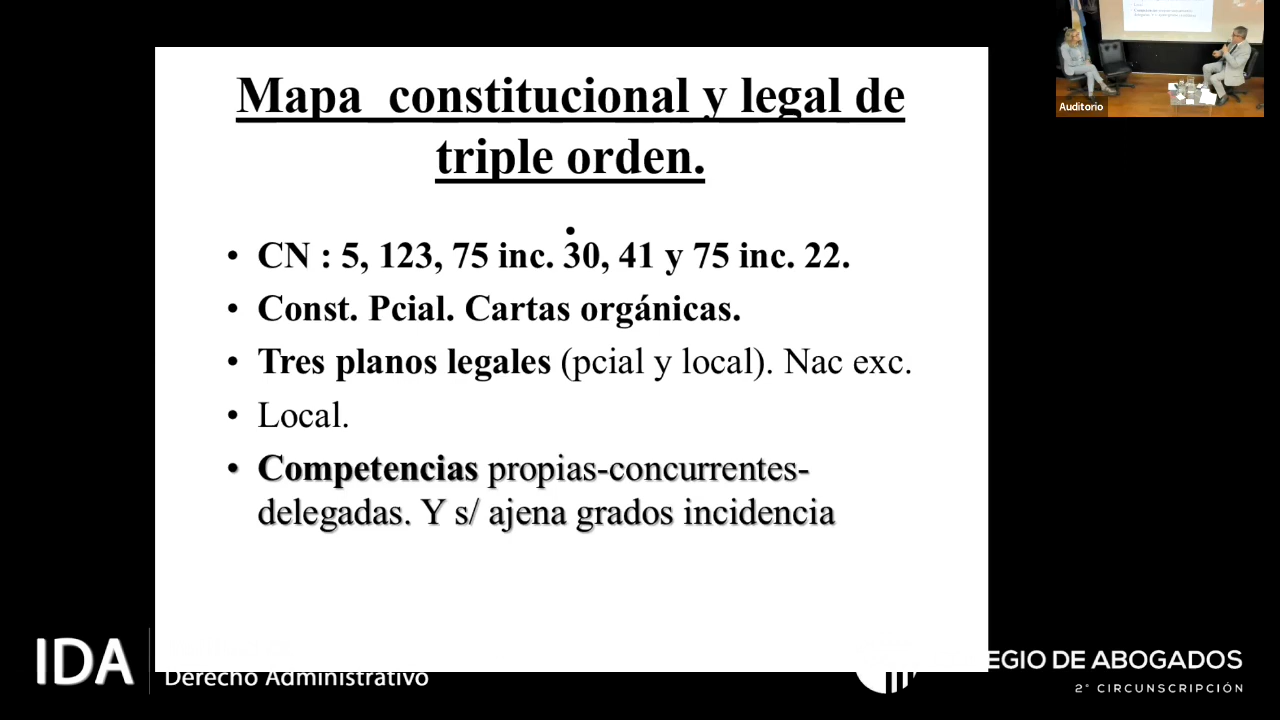 Mapa constitucional y legal de
triple orden.
• CN : 5, 123, 75 inc. 30, 41 y 75 inc. 22.
• Const. Pcial. Cartas orgánicas.
• Tres planos legales (pcial y local). Nac exc.
• Local.
• Competencias propias-concurrentes-
delegadas. Y s/ ajena grados incidencia
Auditorio
IDA
Derecho Administrativo
EGIO DE ABOGADOS
2° CIRCUNSCRIPCIÓN